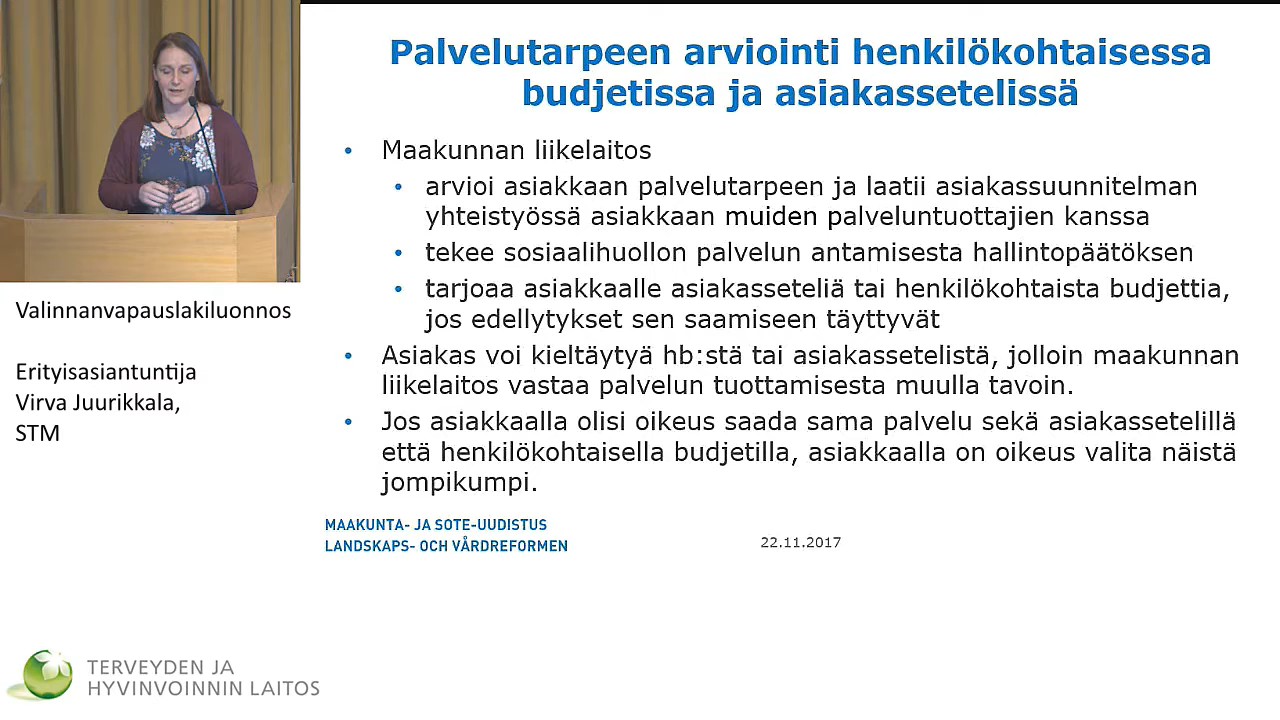 Palvelutarpeen arviointi henkilökohtaisessa
budjetissa ja asiakassetelissä
• Maakunnan liikelaitos
• arvioi asiakkaan palvelutarpeen ja laatii asiakassuunnitelman
yhteistyössä asiakkaan muiden palveluntuottajien kanssa
• tekee sosiaalihuollon palvelun antamisesta hallintopäätöksen
• tarjoaa asiakkaalle asiakasseteliä tai henkilökohtaista budjettia,
jos edellytykset sen saamiseen täyttyvät
• Asiakas voi kieltäytyä hb:stä tai asiakassetelistä, jolloin maakunnan
liikelaitos vastaa palvelun tuottamisesta muulla tavoin.
• Jos asiakkaalla olisi oikeus saada sama palvelu sekä asiakassetelillä
että henkilökohtaisella budjetilla, asiakkaalla on oikeus valita näistä
jompikumpi.
MAAKUNTA- JA SOTE-UUDISTUS
LANDSKAPS- OCH VÅRDREFORMEN
22.11.2017
Valinnanvapauslakiluonnos
Erityisasiantuntija
Virva Juurikkala,
STM
TERVEYDEN JA
HYVINVOINNIN LAITOS